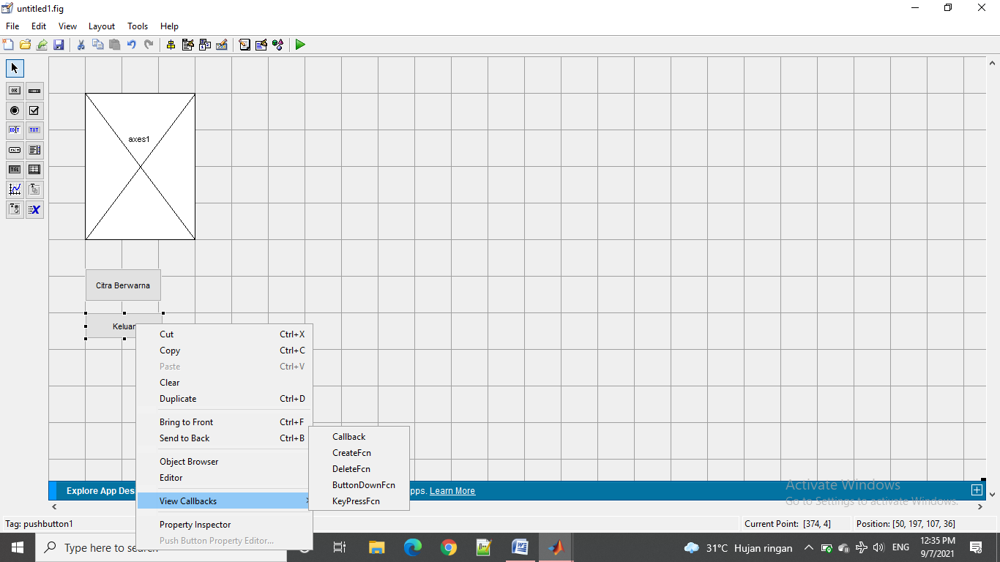 untitled1.fig
File Edit View Layout Tools Help
OK
EDIT TXT
TGL
axes1
Citra Berwarna
Keluar
Cut Ctrl+X
Copy Ctrl+C
Paste Ctrl+V
Clear
Duplicate Ctrl+D
Bring to Front Ctrl+F
Send to Back Ctrl+B
Object Browser
Editor
View Callbacks
Property Inspector
Push Button Property Editor...
Callback
CreateFcn
DeleteFcn
ButtonDownFcn
KeyPressFcn
Explore App Des
pps. Learn More
Activate Windows
Go to Settings to activate Windows.
Tag: pushbutton1
Current Point: [374, 4]
Position: [50, 197, 107, 36]
Type here to search
31°C Hujan ringan
ENG
12:35 PM
9/7/2021